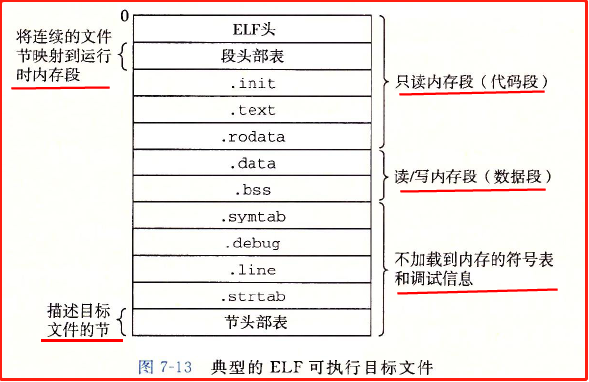 0
将连续的文件
节映射到运行
时内存段
ELF头
段头部表
.init
.text
.rodata
只读内存段（代码段）
.data
.bss
读/写内存段（数据段）
.symtab
.debug
.line
.strtab
不加载到内存的符号表
和调试信息
描述目标
文件的节
节头部表
图 7-13 典型的 ELF 可执行目标文件